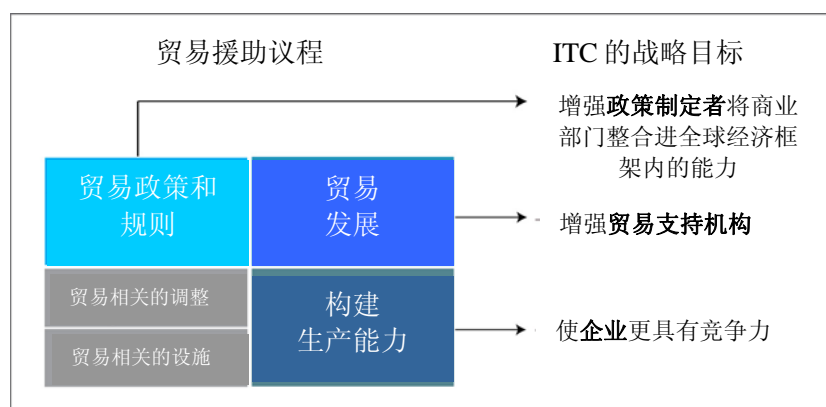 贸易援助议程
ITC 的战略目标
增强政策制定者将商业
部门整合进全球经济框
架内的能力
贸易政策和
规则
贸易
发展
增强贸易支持机构
贸易相关的调整
贸易相关的设施
构建
生产能力
使企业更具有竞争力